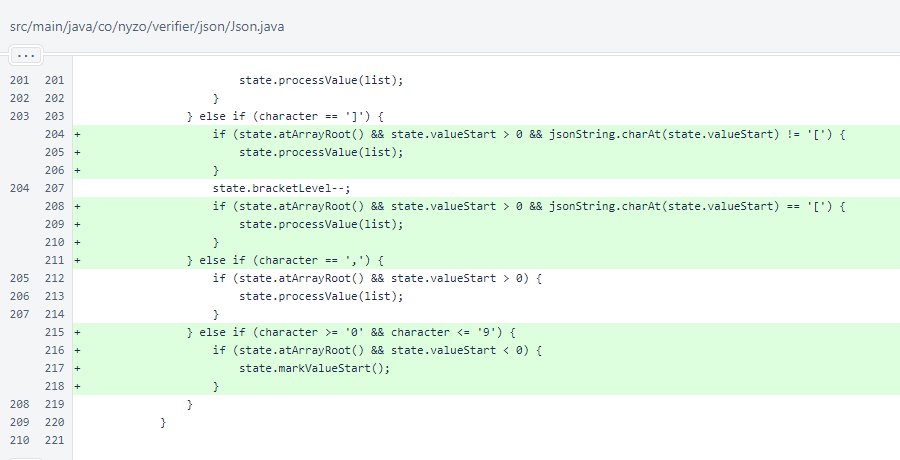 src/main/java/co/nyzo/verifier/json/Json.java
...
201 201 state.processValue(list);
202 202 }
203 203 } else if (character == ']') {
204 + if (state.atArrayRoot() && state.valueStart > 0 && jsonString.charAt(state.valueStart) != '[') {
205 + state.processValue(list);
206 + }
204 207 state.bracketLevel--;
208 + if (state.atArrayRoot() && state.valueStart > 0 && jsonString.charAt(state.valueStart) == '[') {
209 + state.processValue(list);
210 + }
211 + } else if (character == ',') {
205 212 if (state.atArrayRoot() && state.valueStart > 0) {
206 213 state.processValue(list);
207 214 }
215 + } else if (character >= '0' && character <= '9') {
216 + if (state.atArrayRoot() && state.valueStart < 0) {
217 + state.markValueStart();
218 + }
208 219 }
209 220 }
210 221